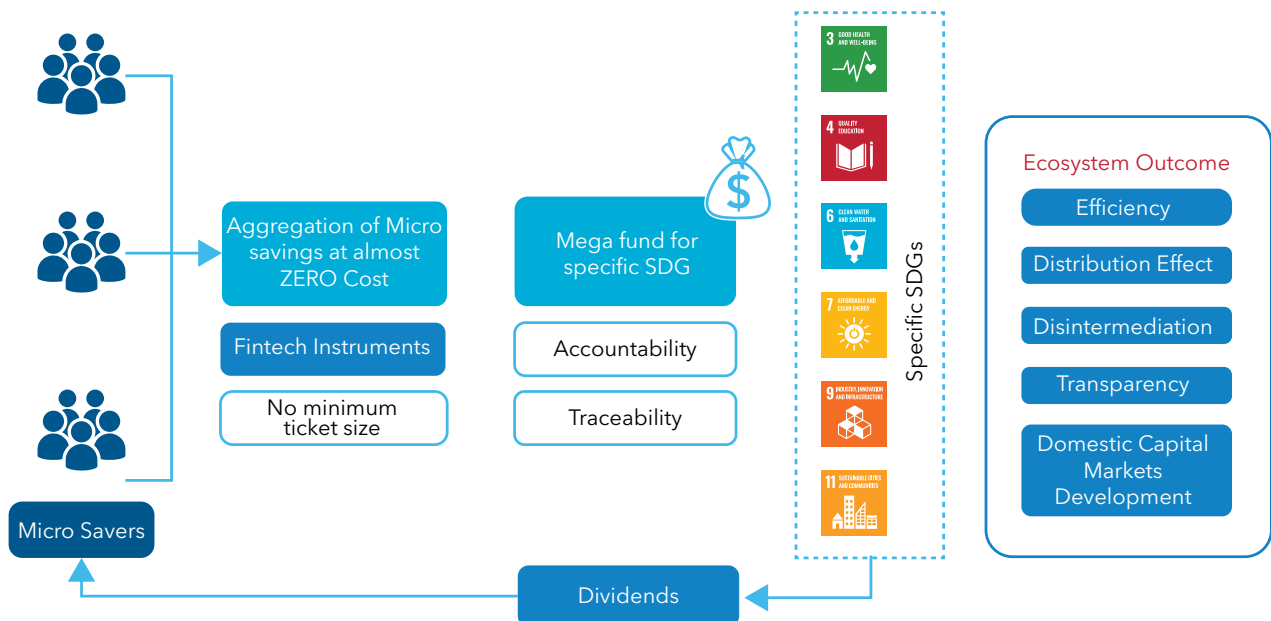 Micro Savers
Aggregation of Micro
savings at almost
ZERO Cost
Fintech Instruments
No minimum
ticket size
$
Mega fund for
specific SDG
Accountability
Traceability
3 GOOD HEALTH
AND WELL-BEING
4 QUALITY
EDUCATION
6 CLEAN WATER
AND SANITATION
7 AFFORDABLE AND
CLEAN ENERGY
9 INDUSTRY, INNOVATION
AND INFRASTRUCTURE
11 SUSTAINABLE CITIES
AND COMMUNITIES
Specific SDGs
Dividends
Ecosystem Outcome
Efficiency
Distribution Effect
Disintermediation
Transparency
Domestic Capital
Markets
Development